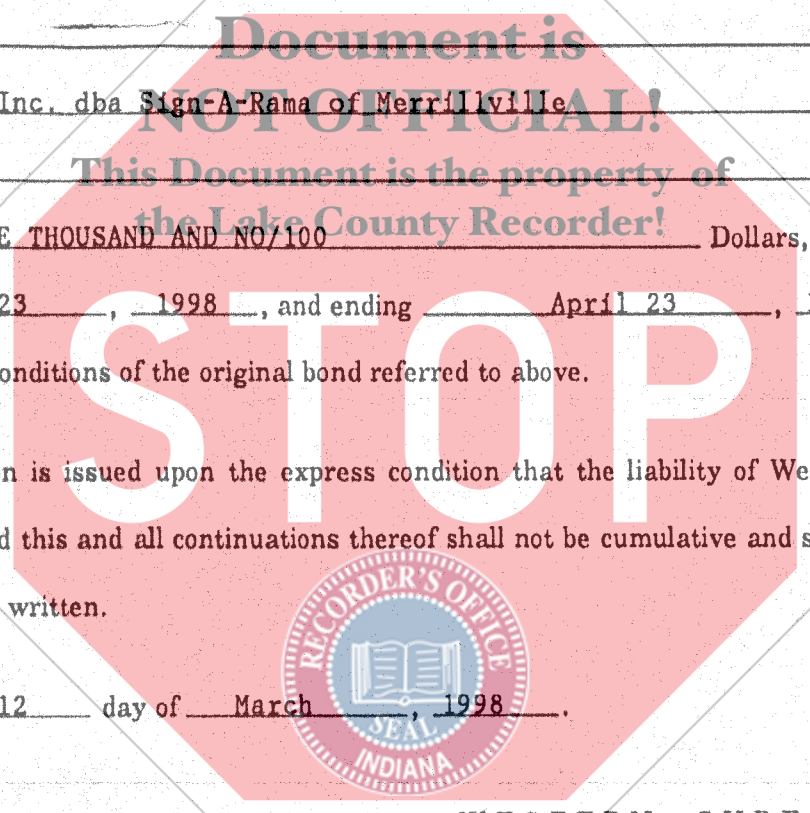 Document is
NOT OFFICIAL!
Inc. dba Sign-A-Rama of Merrillville
This Document is the property of
the Lake County Recorder!
E THOUSAND AND NO/100 Dollars,
23, 1998, and ending April 23,
onditions of the original bond referred to above.
STOP
n is issued upon the express condition that the liability of We
d this and all continuations thereof shall not be cumulative and s
written.
RECORDER'S OFFICE
12 day of March, 1998.
SEAL
INDIANA